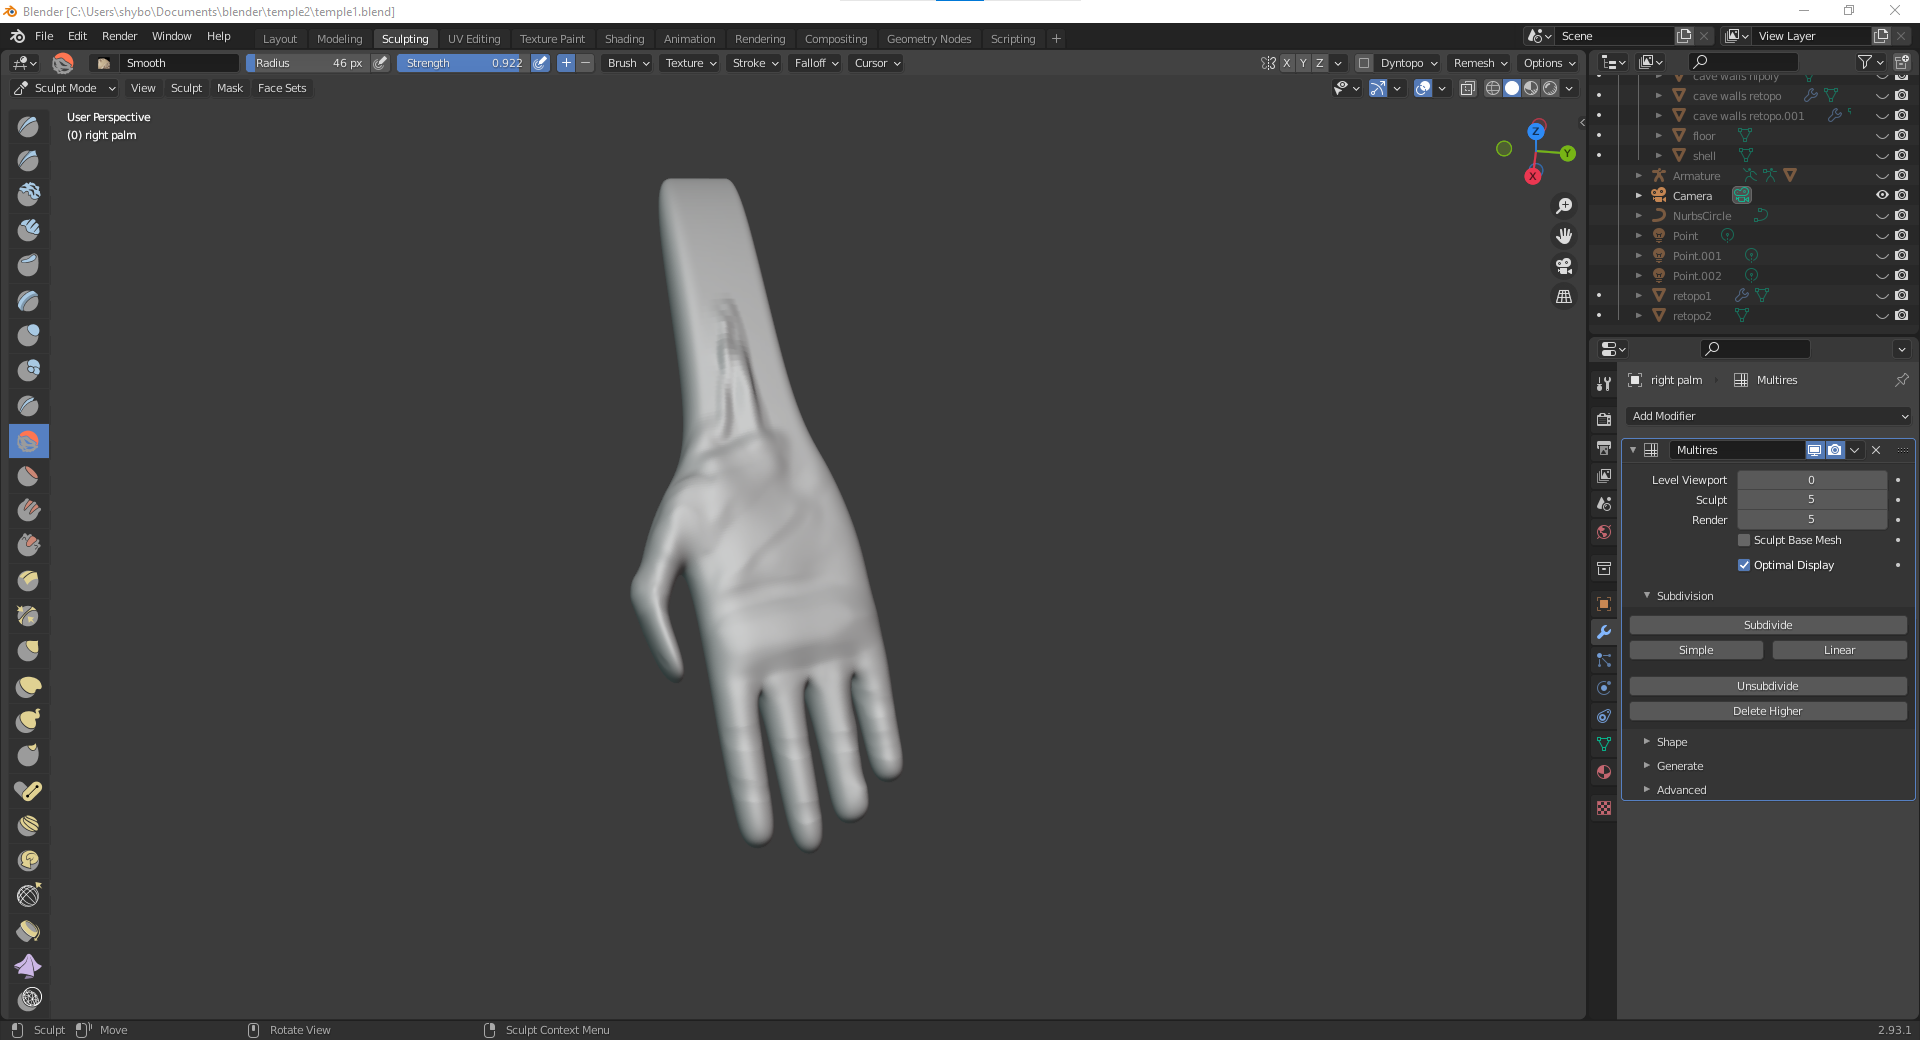 Blender [C:\Users\shybo\Documents\blender\temple2\temple1.blend]
File Edit Render Window Help Layout Modeling Sculpting UV Editing Texture Paint Shading Animation Rendering Compositing Geometry Nodes Scripting + Scene View Layer
Smooth Radius 46 px Strength 0.922 Brush Texture Stroke Falloff Cursor X Y Z Dyntopo Remesh Options
Sculpt Mode View Sculpt Mask Face Sets
User Perspective
(0) right palm
Z
Y
X
cave walls hipoly
cave walls retopo
cave walls retopo.001
floor
shell
Armature
Camera
NurbsCircle
Point
Point.001
Point.002
retopo1
retopo2
right palm Multires
Add Modifier
Multires
Level Viewport 0
Sculpt 5
Render 5
Sculpt Base Mesh
Optimal Display
Subdivision
Subdivide
Simple Linear
Unsubdivide
Delete Higher
Shape
Generate
Advanced
Sculpt Move Rotate View Sculpt Context Menu 2.93.1